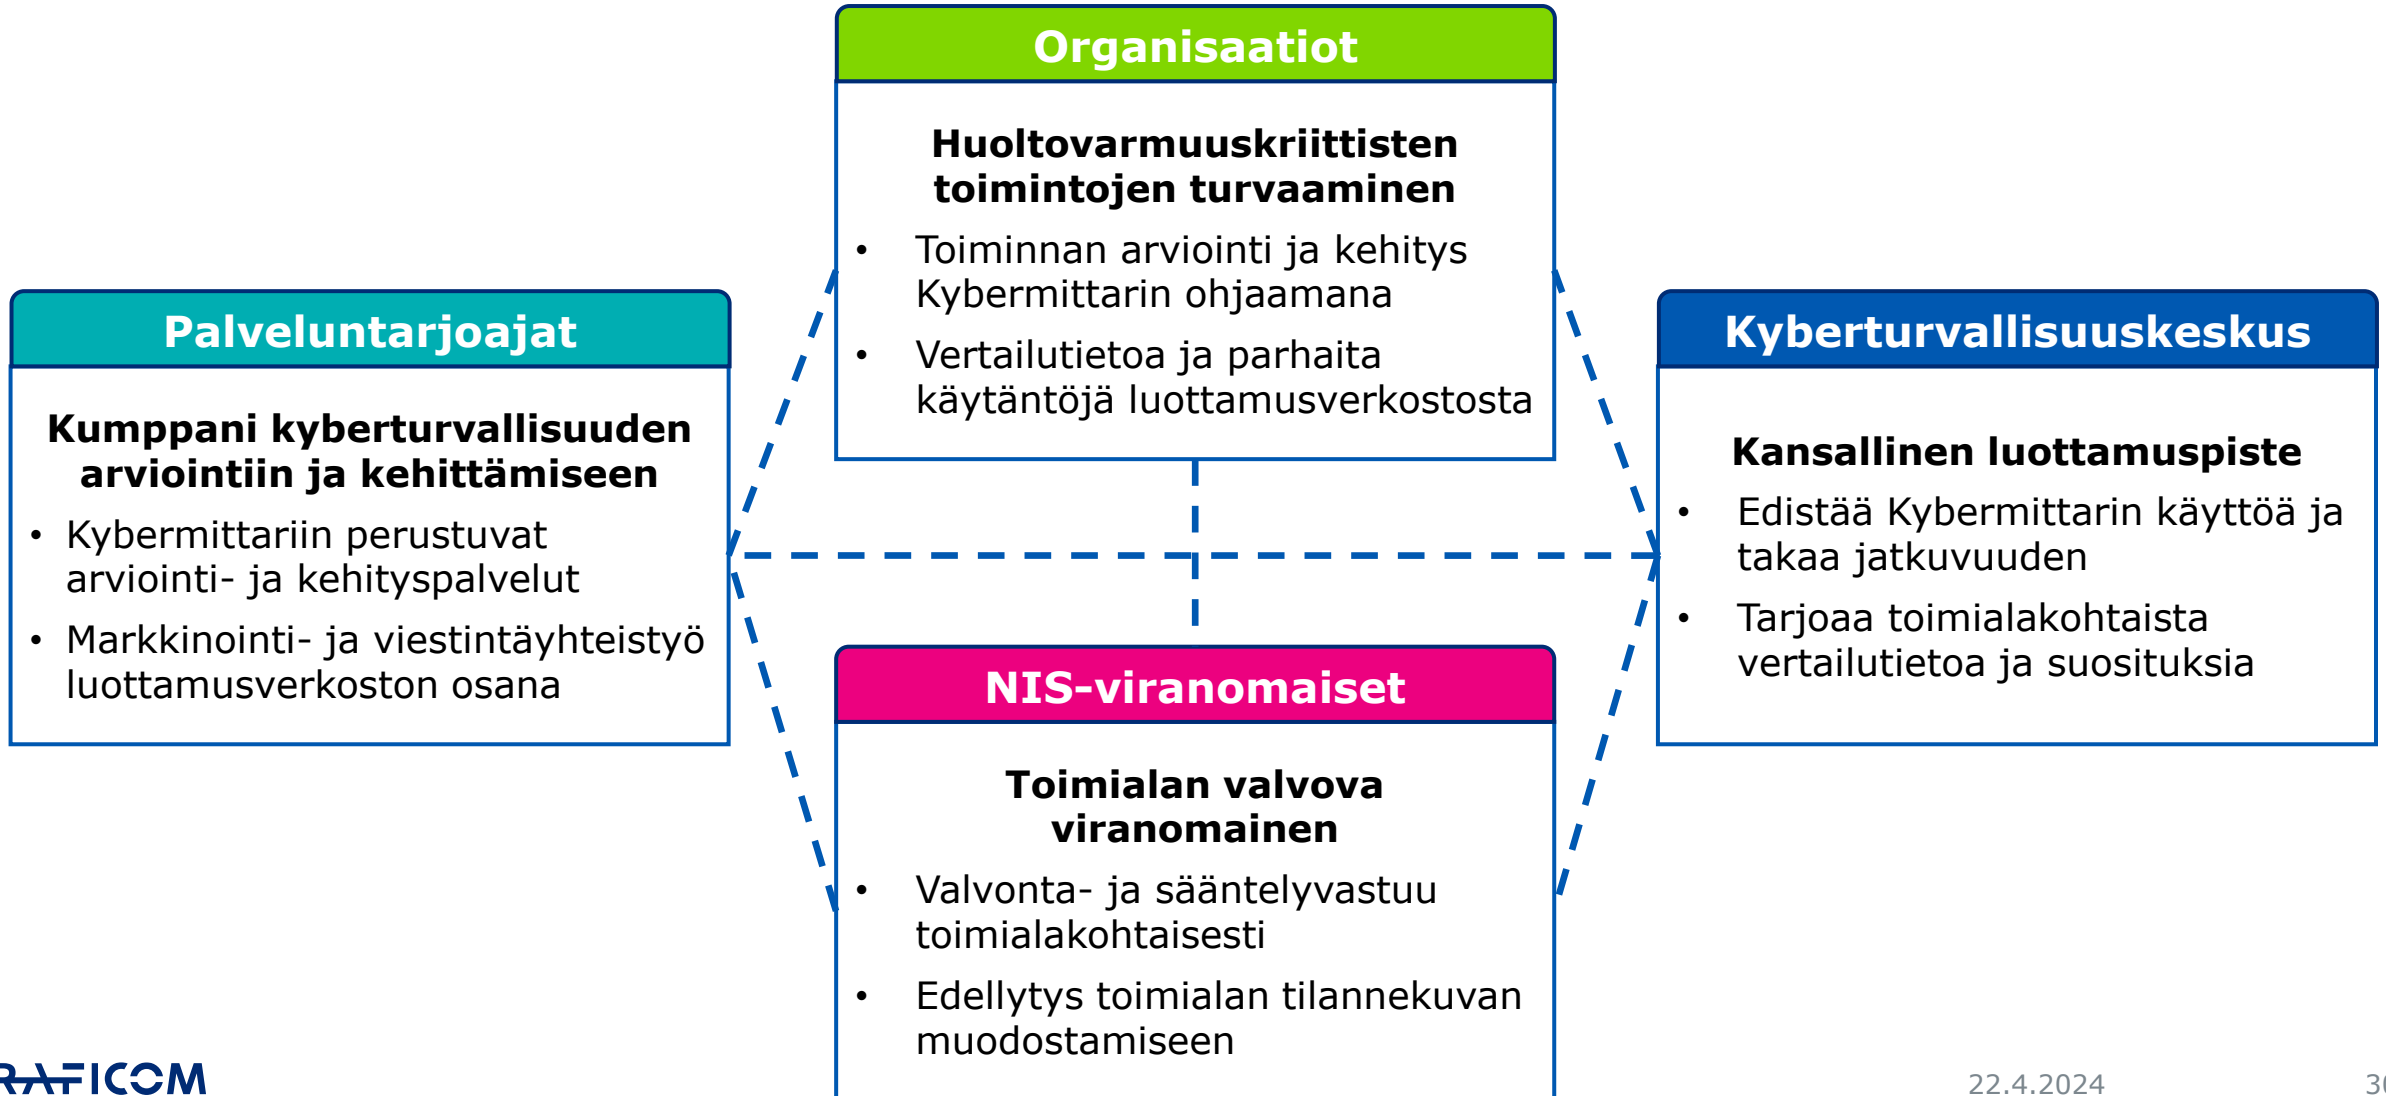 Organisaatiot
Huoltovarmuuskriittisten
toimintojen turvaaminen
• Toiminnan arviointi ja kehitys
Kybermittarin ohjaamana
• Vertailutietoa ja parhaita
käytäntöjä luottamusverkostosta
Palveluntarjoajat
Kumppani kyberturvallisuuden
arviointiin ja kehittämiseen
• Kybermittariin perustuvat
arviointi- ja kehityspalvelut
• Markkinointi- ja viestintäyhteistyö
luottamusverkoston osana
Kyberturvallisuuskeskus
Kansallinen luottamuspiste
• Edistää Kybermittarin käyttöä ja
takaa jatkuvuuden
• Tarjoaa toimialakohtaista
vertailutietoa ja suosituksia
NIS-viranomaiset
Toimialan valvova
viranomainen
• Valvonta- ja sääntelyvastuu
toimialakohtaisesti
• Edellytys toimialan tilannekuvan
muodostamiseen
RAFICOM
22.4.2024